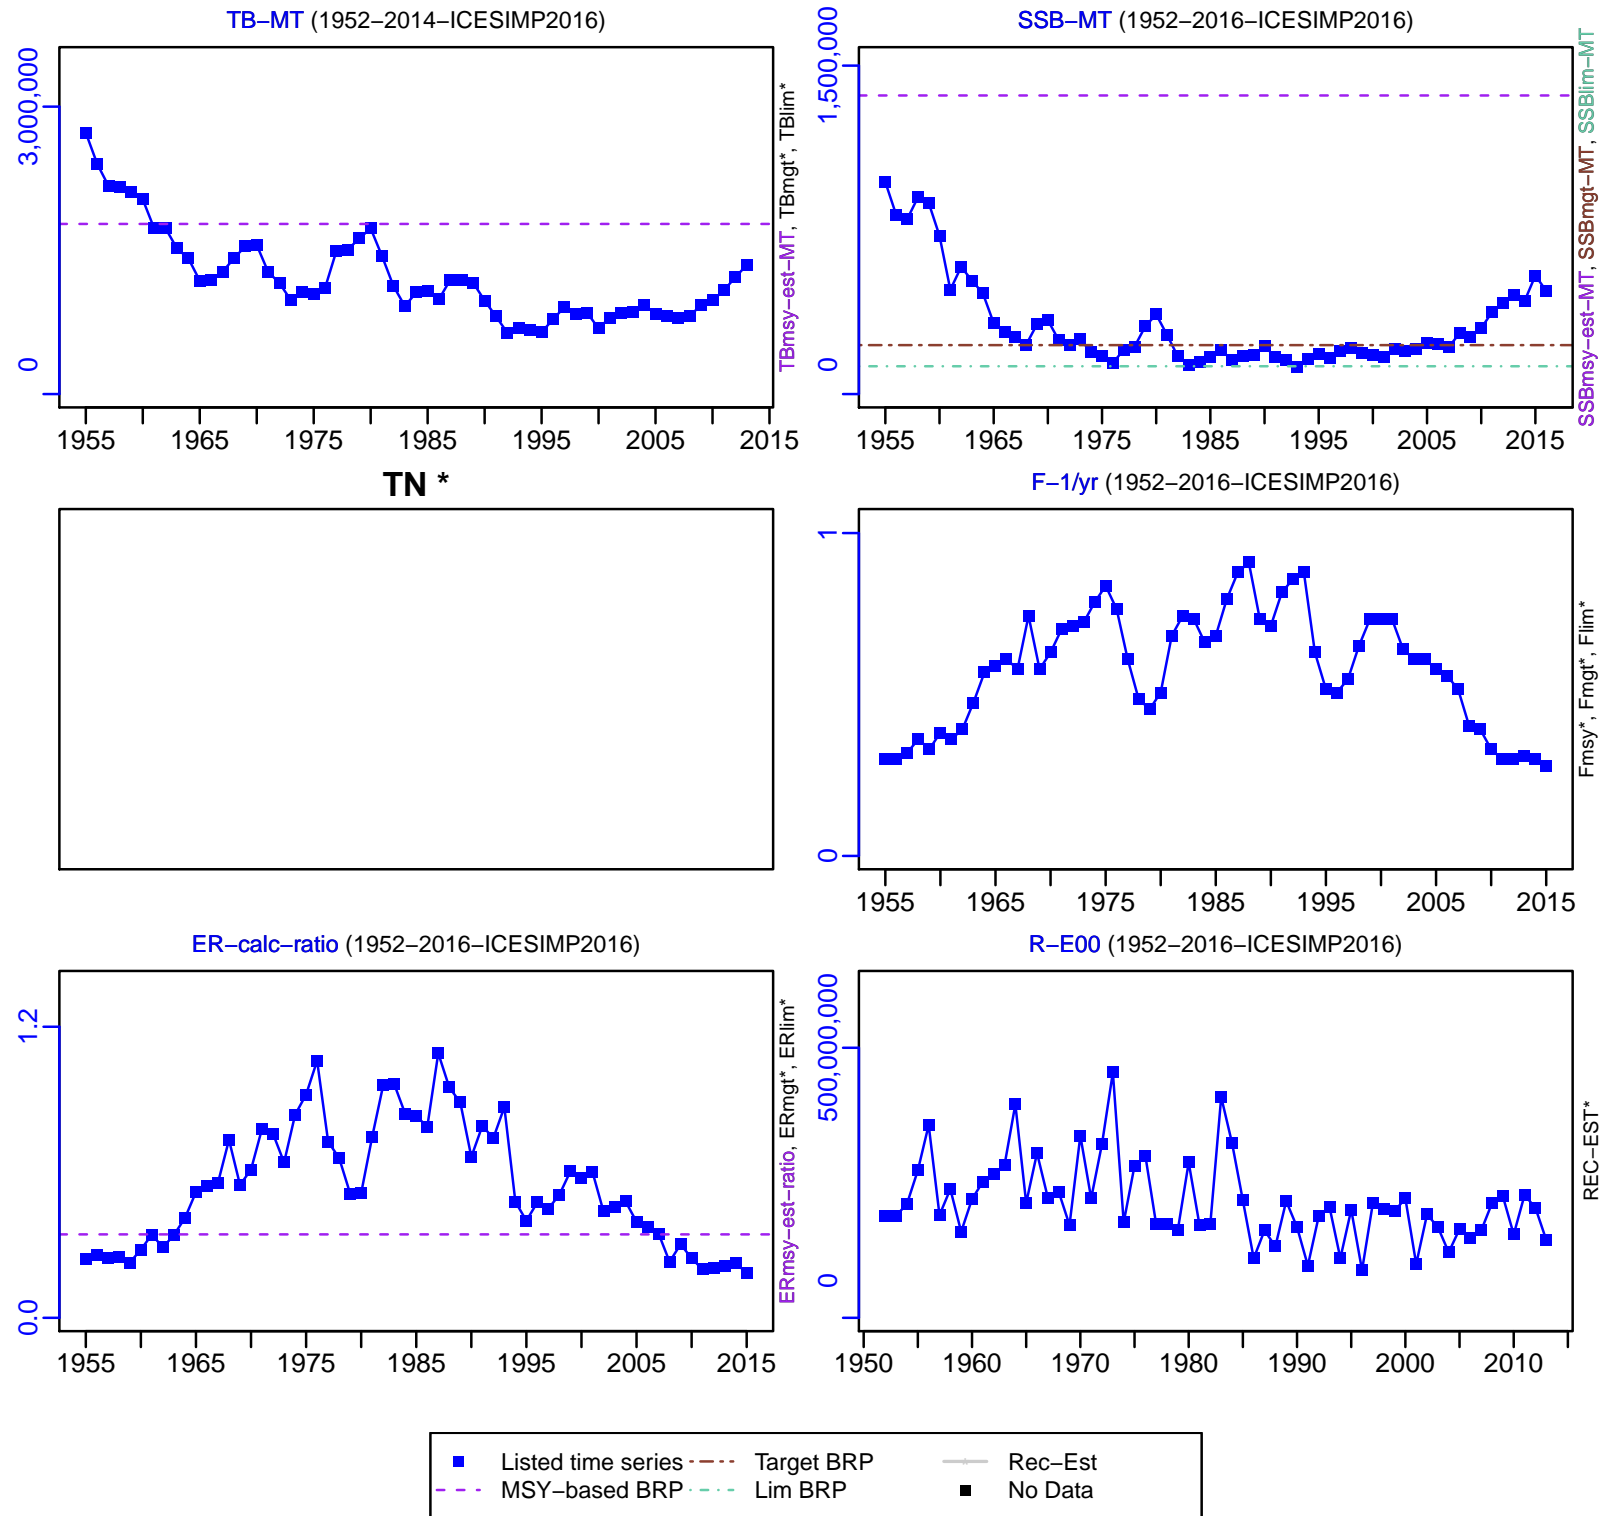 TB−MT (1952−2014−ICESIMP2016)
3,000,000
0
1955 1965 1975 1985 1995 2005 2015
TBmsy−est−MT, TBmgt*, TBlim*
SSB−MT (1952−2016−ICESIMP2016)
1,500,000
0
1955 1965 1975 1985 1995 2005 2015
SSBmsy−est−MT, SSBmgt−MT, SSBlim−MT
TN *
F−1/yr (1952−2016−ICESIMP2016)
1
0
1955 1965 1975 1985 1995 2005 2015
Fmsy*, Fmgt*, Flim*
ER−calc−ratio (1952−2016−ICESIMP2016)
1.2
0.0
1955 1965 1975 1985 1995 2005 2015
ERmsy−est−ratio, ERmgt*, ERlim*
R−E00 (1952−2016−ICESIMP2016)
500,000,000
0
1950 1960 1970 1980 1990 2000 2010
REC−EST*
Listed time series Target BRP Rec−Est
MSY−based BRP Lim BRP No Data